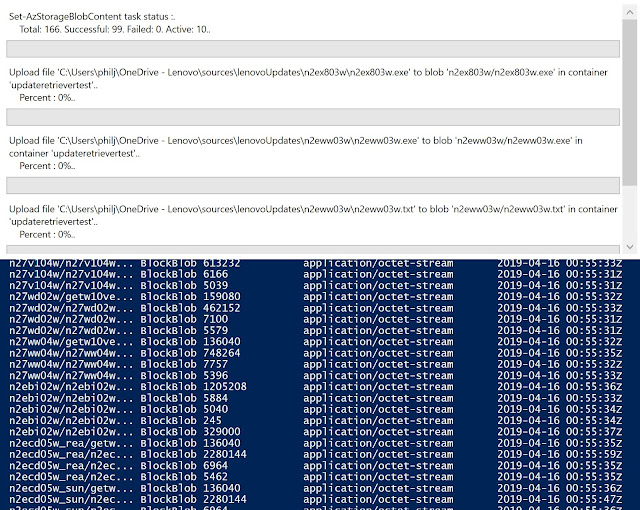 Set-AzStorageBlobContent task status :.
Total: 166. Successful: 99. Failed: 0. Active: 10..
Upload file 'C:\Users\philj\OneDrive - Lenovo\sources\lenovoUpdates\n2ex803w\n2ex803w.exe' to blob 'n2ex803w/n2ex803w.exe' in container
'updateretrievertest'..
Percent : 0%..
Upload file 'C:\Users\philj\OneDrive - Lenovo\sources\lenovoUpdates\n2eww03w\n2eww03w.exe' to blob 'n2eww03w/n2eww03w.exe' in
container 'updateretrievertest'..
Percent : 0%..
Upload file 'C:\Users\philj\OneDrive - Lenovo\sources\lenovoUpdates\n2eww03w\n2eww03w.txt' to blob 'n2eww03w/n2eww03w.txt' in container
'updateretrievertest'..
Percent : 0%..
n27v104w/n27v104w... BlockBlob 613232 application/octet-stream 2019-04-16 00:55:33Z
n27v104w/n27v104w... BlockBlob 6166 application/octet-stream 2019-04-16 00:55:31Z
n27v104w/n27v104w... BlockBlob 5039 application/octet-stream 2019-04-16 00:55:31Z
n27wd02w/getw10ve... BlockBlob 159080 application/octet-stream 2019-04-16 00:55:32Z
n27wd02w/n27wd02w... BlockBlob 462152 application/octet-stream 2019-04-16 00:55:33Z
n27wd02w/n27wd02w... BlockBlob 7100 application/octet-stream 2019-04-16 00:55:31Z
n27wd02w/n27wd02w... BlockBlob 5579 application/octet-stream 2019-04-16 00:55:31Z
n27ww04w/getw10ve... BlockBlob 136040 application/octet-stream 2019-04-16 00:55:32Z
n27ww04w/n27ww04w... BlockBlob 748264 application/octet-stream 2019-04-16 00:55:35Z
n27ww04w/n27ww04w... BlockBlob 7757 application/octet-stream 2019-04-16 00:55:32Z
n27ww04w/n27ww04w... BlockBlob 5396 application/octet-stream 2019-04-16 00:55:33Z
n2ebi02w/n2ebi02w... BlockBlob 1205208 application/octet-stream 2019-04-16 00:55:36Z
n2ebi02w/n2ebi02w... BlockBlob 5884 application/octet-stream 2019-04-16 00:55:33Z
n2ebi02w/n2ebi02w... BlockBlob 5040 application/octet-stream 2019-04-16 00:55:34Z
n2ebi02w/n2ebi02w... BlockBlob 245 application/octet-stream 2019-04-16 00:55:34Z
n2ebi02w/n2ebi02w... BlockBlob 329000 application/octet-stream 2019-04-16 00:55:37Z
n2ecd05w_rea/getw... BlockBlob 136040 application/octet-stream 2019-04-16 00:55:35Z
n2ecd05w_rea/n2ec... BlockBlob 2280144 application/octet-stream 2019-04-16 00:55:59Z
n2ecd05w_rea/n2ec... BlockBlob 6964 application/octet-stream 2019-04-16 00:55:35Z
n2ecd05w_rea/n2ec... BlockBlob 5462 application/octet-stream 2019-04-16 00:55:35Z
n2ecd05w_sun/getw... BlockBlob 136040 application/octet-stream 2019-04-16 00:55:36Z
n2ecd05w_sun/n2ec... BlockBlob 2280144 application/octet-stream 2019-04-16 00:55:47Z
n2ecd05w_sun/n2ec... BlockBlob 6964 application/octet-stream 2019-04-16 00:55:36Z